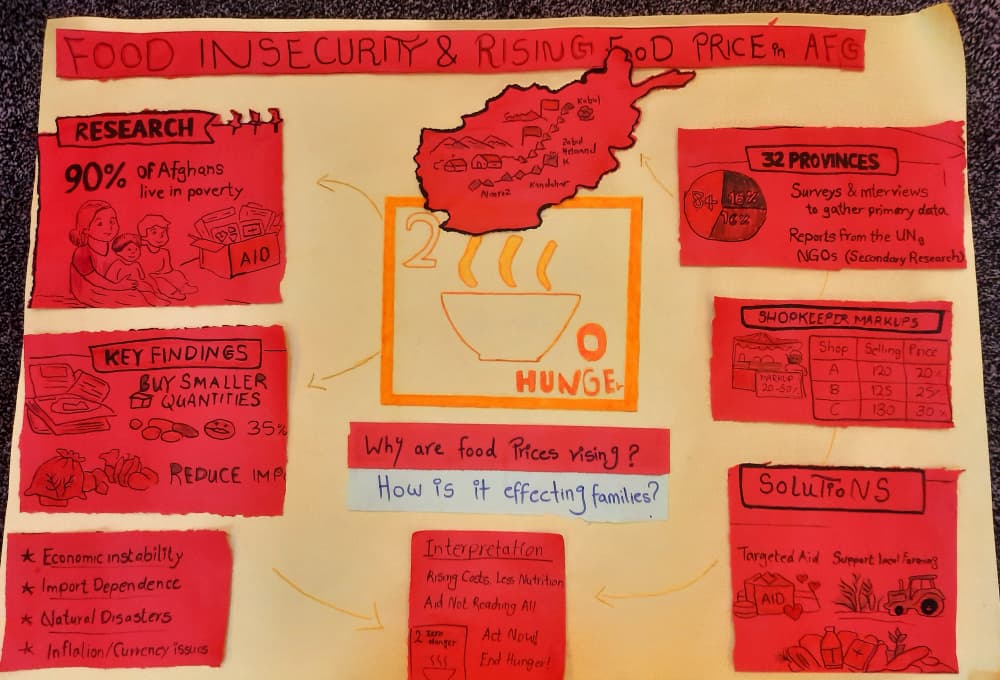 FOOD INSECURITY & RISING FOOD PRICE in AFG
RESEARCH
90% of Afghans
live in poverty
AID
Kabul
Zabul
Helmand
K
Kandahar
2
0
HUNGEr
32 PROVINCES
84
16%
16%
Surveys & interviews
to gather primary data
Reports from the UN &
NGOs (Secondary Research)
KEY FINDINGS
BUY SMALLER
QUANTITIES
35%
REDUCE IMP
SHOPKEEPER MARKUPS
MARKUP
20-30%
Shop Selling Price
A 120 20%
B 125 25%
C 130 30%
Why are food Prices rising?
How is it effecting families?
SOLUTIONS
Targeted Aid Support local Farming
AID
★ Economic instability
★ Import Dependence
★ Natural Disasters
★ Inflation/Currency issues
Interpretation
Rising Costs, Less Nutrition
Aid Not Reaching All
2 Zero
Hunger
Act Now!
End Hunger!